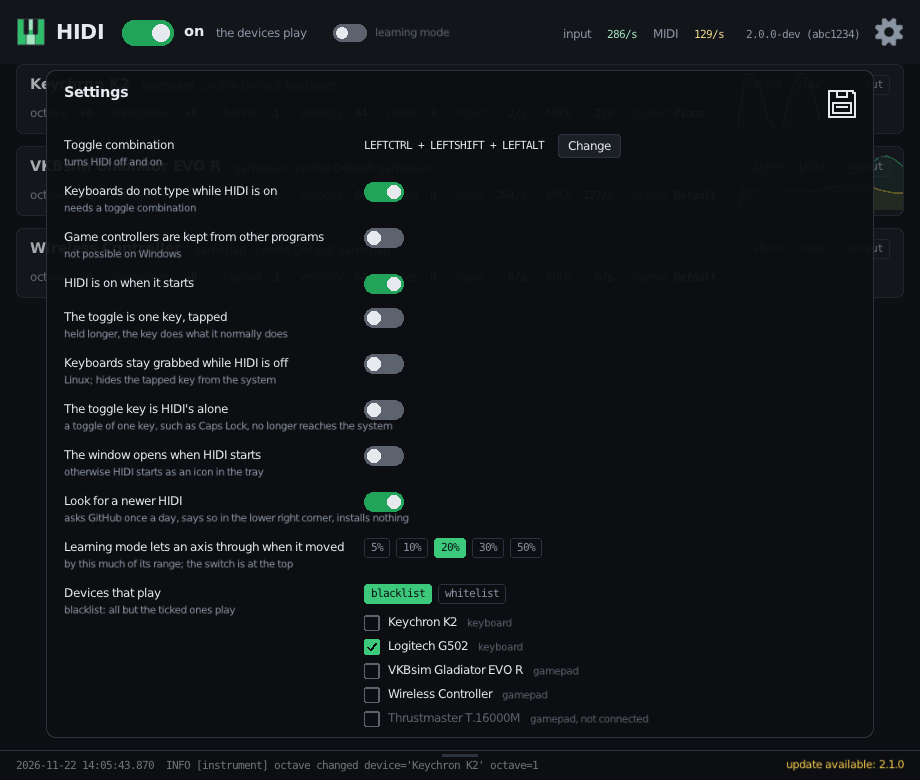 HIDI on the devices play learning mode input 286/s MIDI 129/s 2.0.0-dev (abc1234)
Settings
Toggle combination LEFTCTRL + LEFTSHIFT + LEFTALT Change
turns HIDI off and on
Keyboards do not type while HIDI is on
needs a toggle combination
Game controllers are kept from other programs
not possible on Windows
HIDI is on when it starts
The toggle is one key, tapped
held longer, the key does what it normally does
Keyboards stay grabbed while HIDI is off
Linux; hides the tapped key from the system
The toggle key is HIDI's alone
a toggle of one key, such as Caps Lock, no longer reaches the system
The window opens when HIDI starts
otherwise HIDI starts as an icon in the tray
Look for a newer HIDI
asks GitHub once a day, says so in the lower right corner, installs nothing
Learning mode lets an axis through when it moved 5% 10% 20% 30% 50%
by this much of its range; the switch is at the top
Devices that play blacklist whitelist
blacklist: all but the ticked ones play
Keychron K2 keyboard
Logitech G502 keyboard
VKBsim Gladiator EVO R gamepad
Wireless Controller gamepad
Thrustmaster T.16000M gamepad, not connected
2026-11-22 14:05:43.870 INFO [instrument] octave changed device='Keychron K2' octave=1 update available: 2.1.0